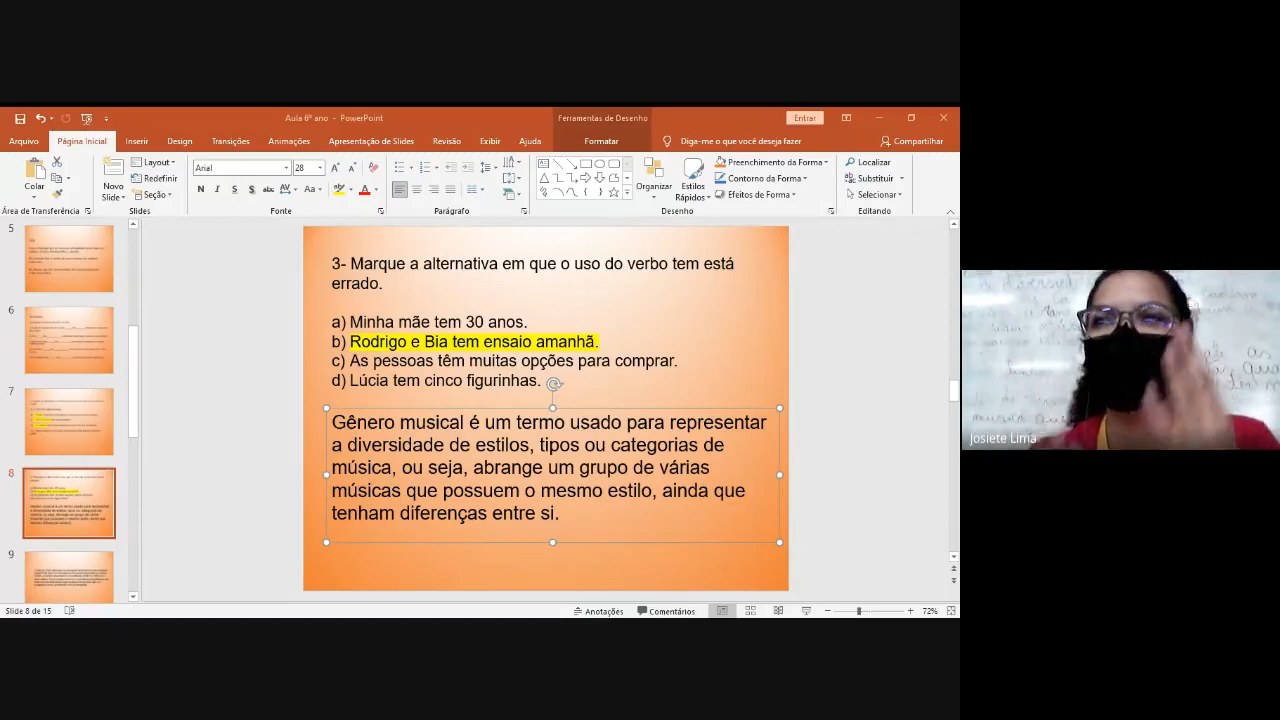 Aula 6º ano - PowerPoint
Ferramentas de Desenho
Entrar
Arquivo
Página Inicial
Inserir
Design
Transições
Animações
Apresentação de Slides
Revisão
Exibir
Ajuda
Formatar
Diga-me o que você deseja fazer
Compartilhar
Colar
Novo
Slide
Layout
Redefinir
Seção
Arial
28
N I S S abc AV Aa A
Organizar
Estilos
Rápidos
Preenchimento da Forma
Contorno da Forma
Efeitos de Forma
Localizar
Substituir
Selecionar
Área de Transferência
Slides
Fonte
Parágrafo
Desenho
Editando
5
6
7
8
9
3- Marque a alternativa em que o uso do verbo tem está
errado.
a) Minha mãe tem 30 anos.
b) Rodrigo e Bia tem ensaio amanhã.
c) As pessoas têm muitas opções para comprar.
d) Lúcia tem cinco figurinhas.
Gênero musical é um termo usado para representar
a diversidade de estilos, tipos ou categorias de
música, ou seja, abrange um grupo de várias
músicas que possuem o mesmo estilo, ainda que
tenham diferenças entre si.
Josiete Lima
Slide 8 de 15
Anotações
Comentários
72%